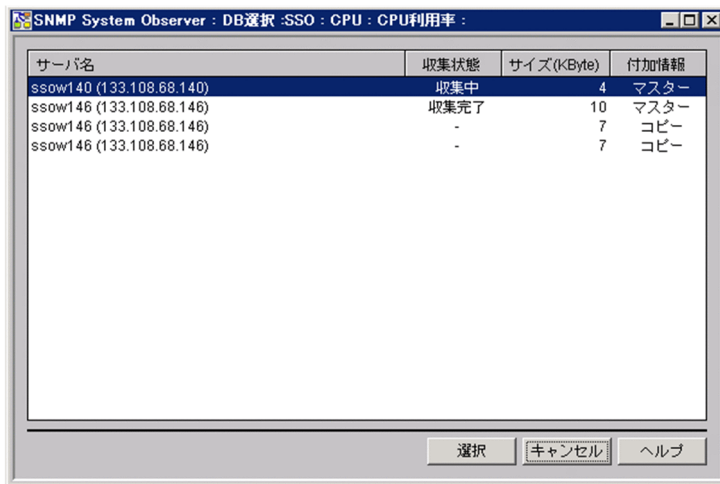 SNMP System Observer : DB選択 :SSO : CPU : CPU利用率 :
サーバ名 収集状態 サイズ(KByte) 付加情報
ssow140 (133.108.68.140) 収集中 4 マスター
ssow146 (133.108.68.146) 収集完了 10 マスター
ssow146 (133.108.68.146) - 7 コピー
ssow146 (133.108.68.146) - 7 コピー
選択 キャンセル ヘルプ